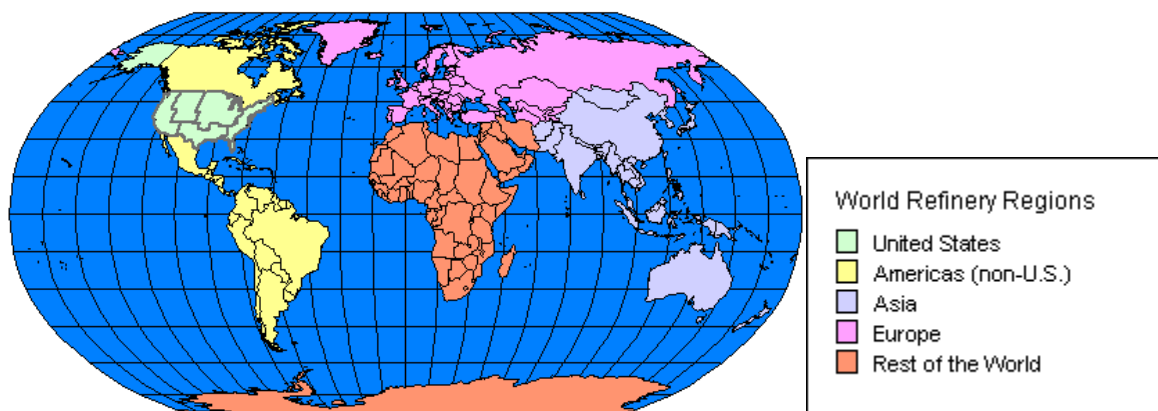 World Refinery Regions
United States
Americas (non-U.S.)
Asia
Europe
Rest of the World